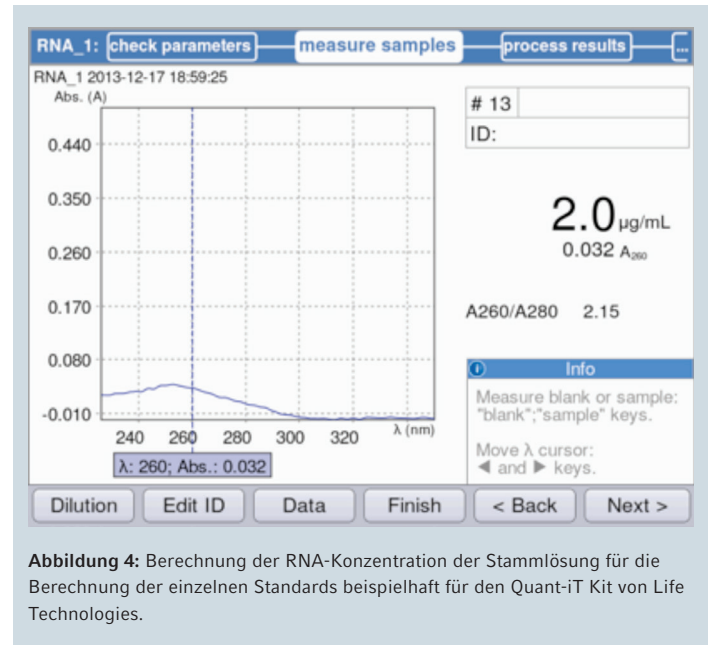 RNA_1: check parameters measure samples process results ...
RNA_1 2013-12-17 18:59:25
Abs. (A)
0.440
0.350
0.260
0.170
0.080
-0.010
240 260 280 300 320 λ (nm)
λ: 260; Abs.: 0.032
# 13
ID:
2.0 µg/mL
0.032 A260
A260/A280 2.15
i Info
Measure blank or sample:
"blank";"sample" keys.
Move λ cursor:
◀ and ▶ keys.
Dilution Edit ID Data Finish < Back Next >
Abbildung 4: Berechnung der RNA-Konzentration der Stammlösung für die
Berechnung der einzelnen Standards beispielhaft für den Quant-iT Kit von Life
Technologies.